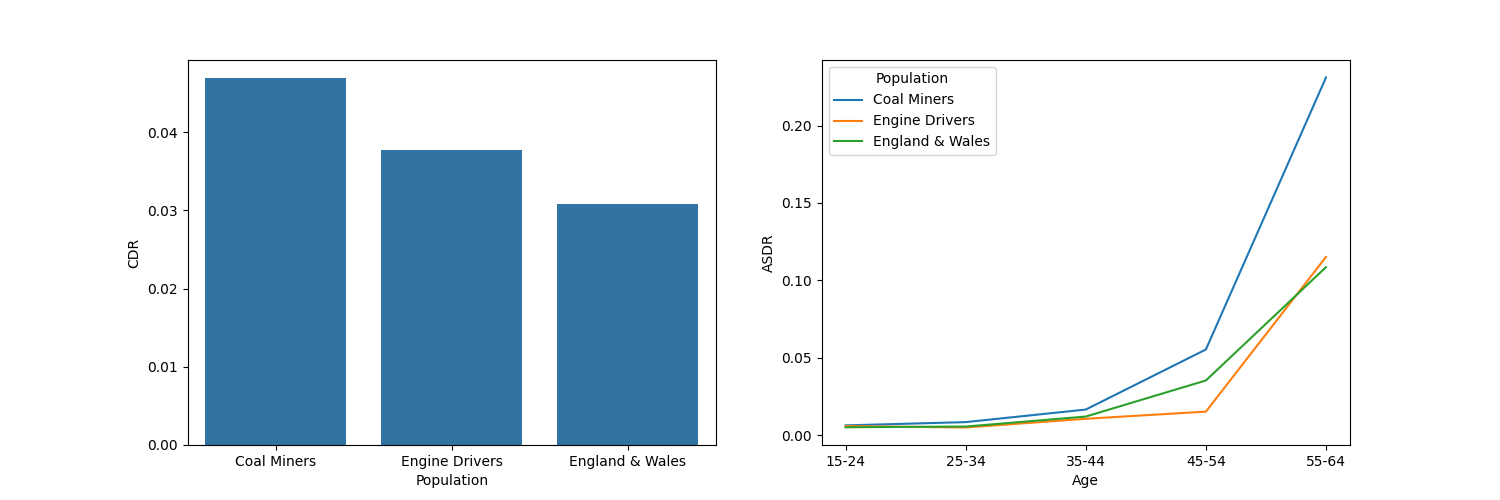 0.04
0.03
0.02
0.01
0.00
CDR
Coal Miners
Engine Drivers
England & Wales
Population
Population
Coal Miners
Engine Drivers
England & Wales
0.20
0.15
0.10
0.05
0.00
ASDR
15-24
25-34
35-44
45-54
55-64
Age